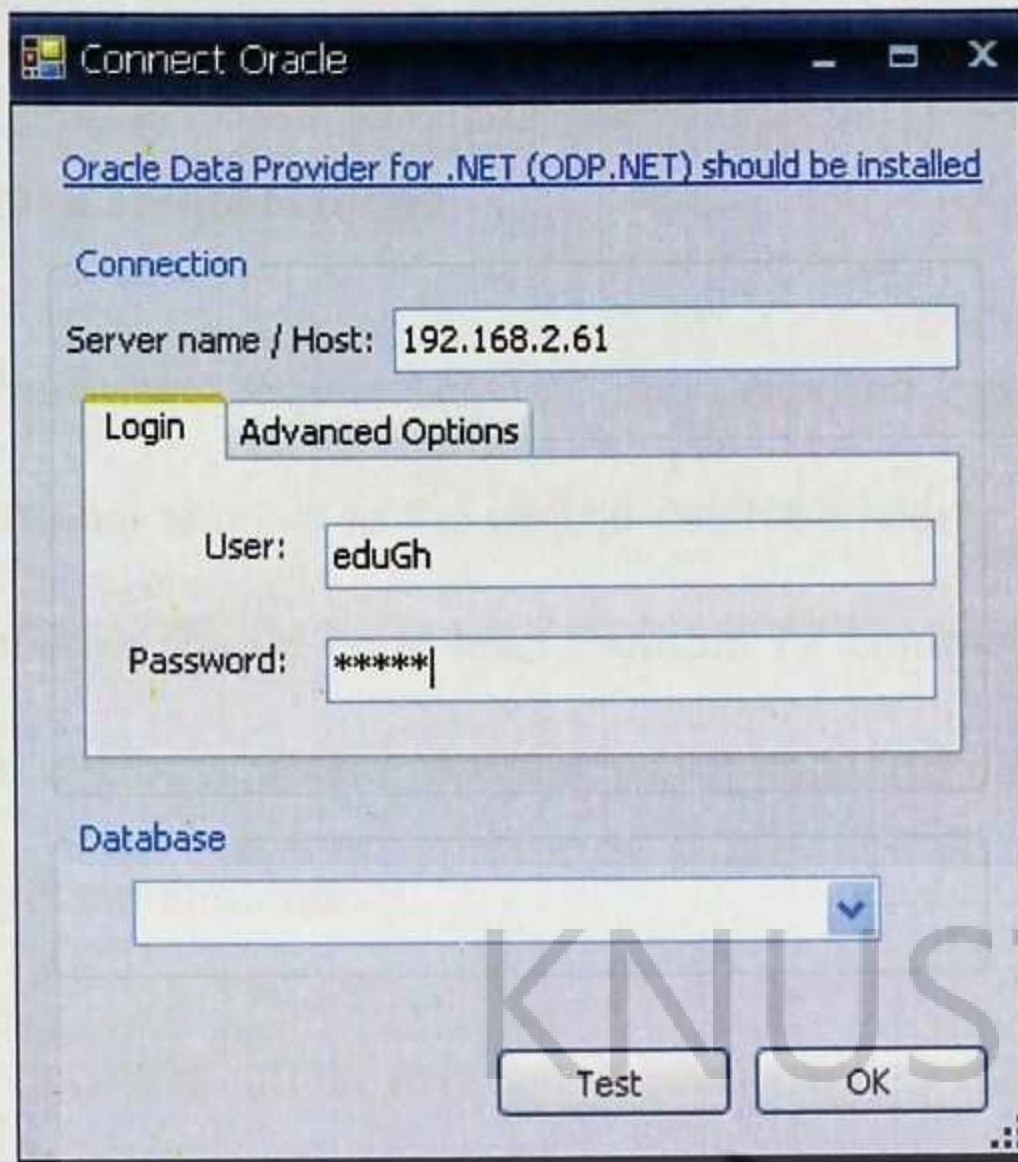 Connect Oracle
Oracle Data Provider for .NET (ODP.NET) should be installed
Connection
Server name / Host: 192.168.2.61
Login Advanced Options
User: eduGh
Password: *****
Database
KNUST
Test OK